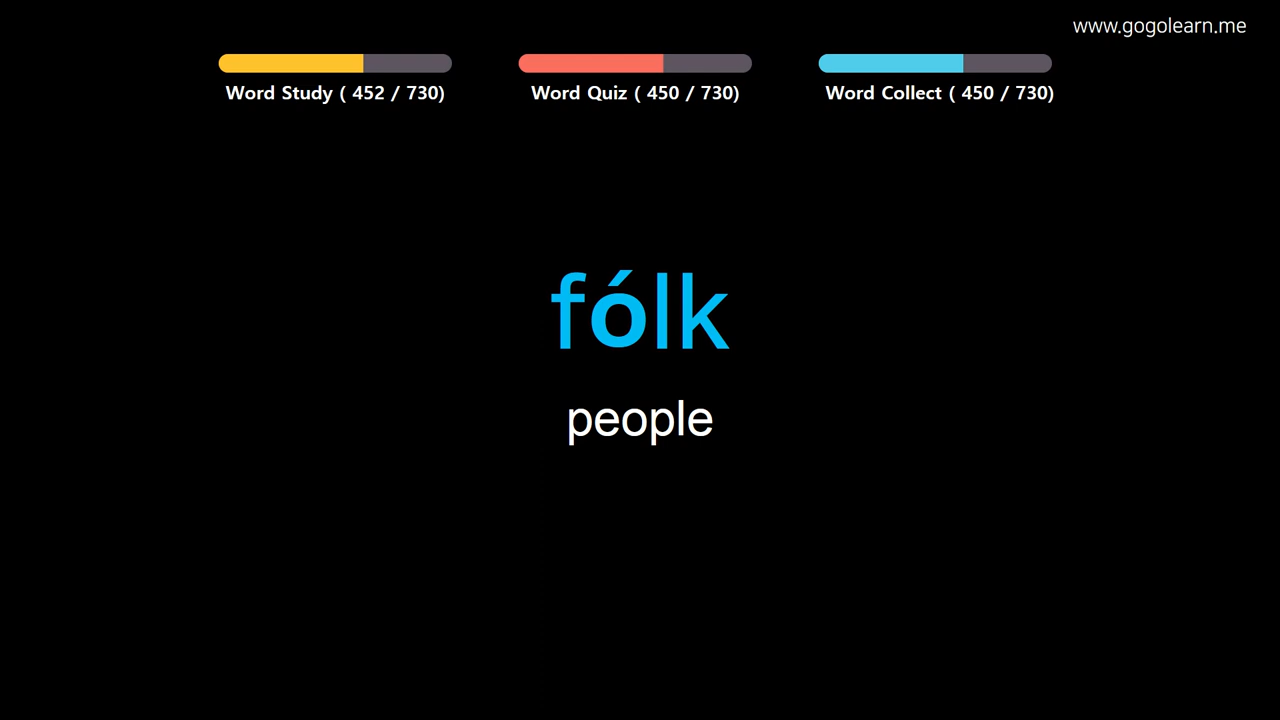 www.gogolearn.me
Word Study ( 452 / 730)
Word Quiz ( 450 / 730)
Word Collect ( 450 / 730)
fólk
people